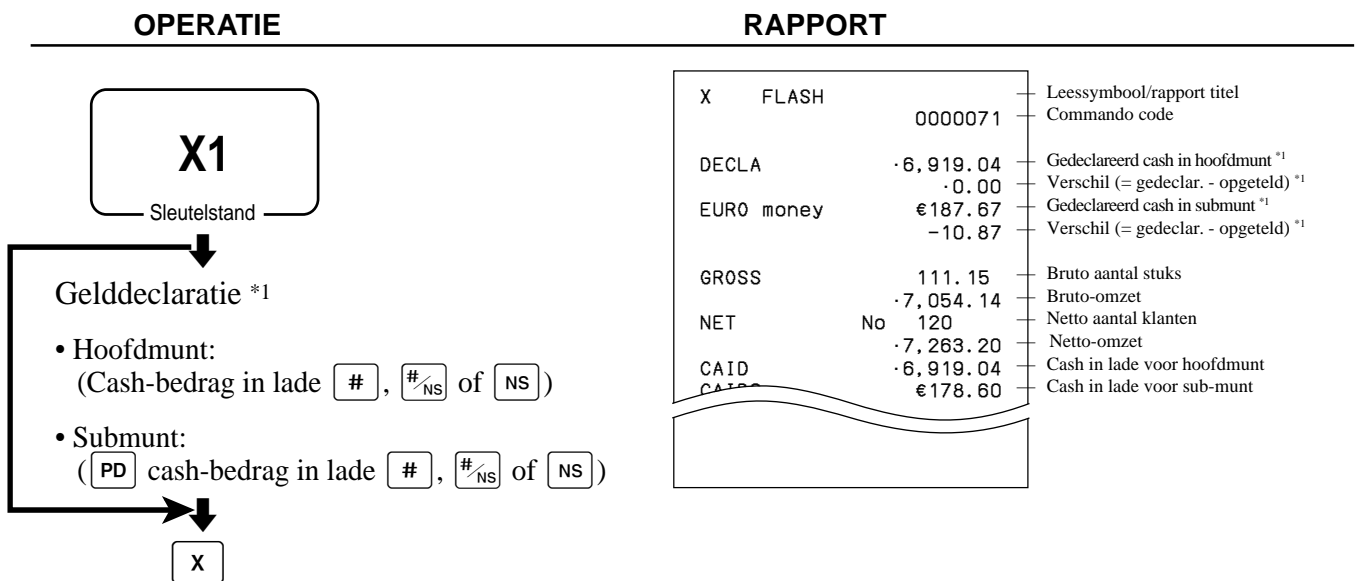 OPERATIE
RAPPORT
X1
Sleutelstand
Gelddeclaratie *1
• Hoofdmunt:
(Cash-bedrag in lade #, #/NS of NS)
• Submunt:
(PD cash-bedrag in lade #, #/NS of NS)
X
X FLASH Leessymbool/rapport titel
0000071 Commando code
DECLA ·6,919.04 Gedeclareerd cash in hoofdmunt *1
·0.00 Verschil (= gedeclar. - opgeteld) *1
EURO money €187.67 Gedeclareerd cash in submunt *1
-10.87 Verschil (= gedeclar. - opgeteld) *1
GROSS 111.15 Bruto aantal stuks
·7,054.14 Bruto-omzet
NET No 120 Netto aantal klanten
·7,263.20 Netto-omzet
CAID ·6,919.04 Cash in lade voor hoofdmunt
€178.60 Cash in lade voor sub-munt